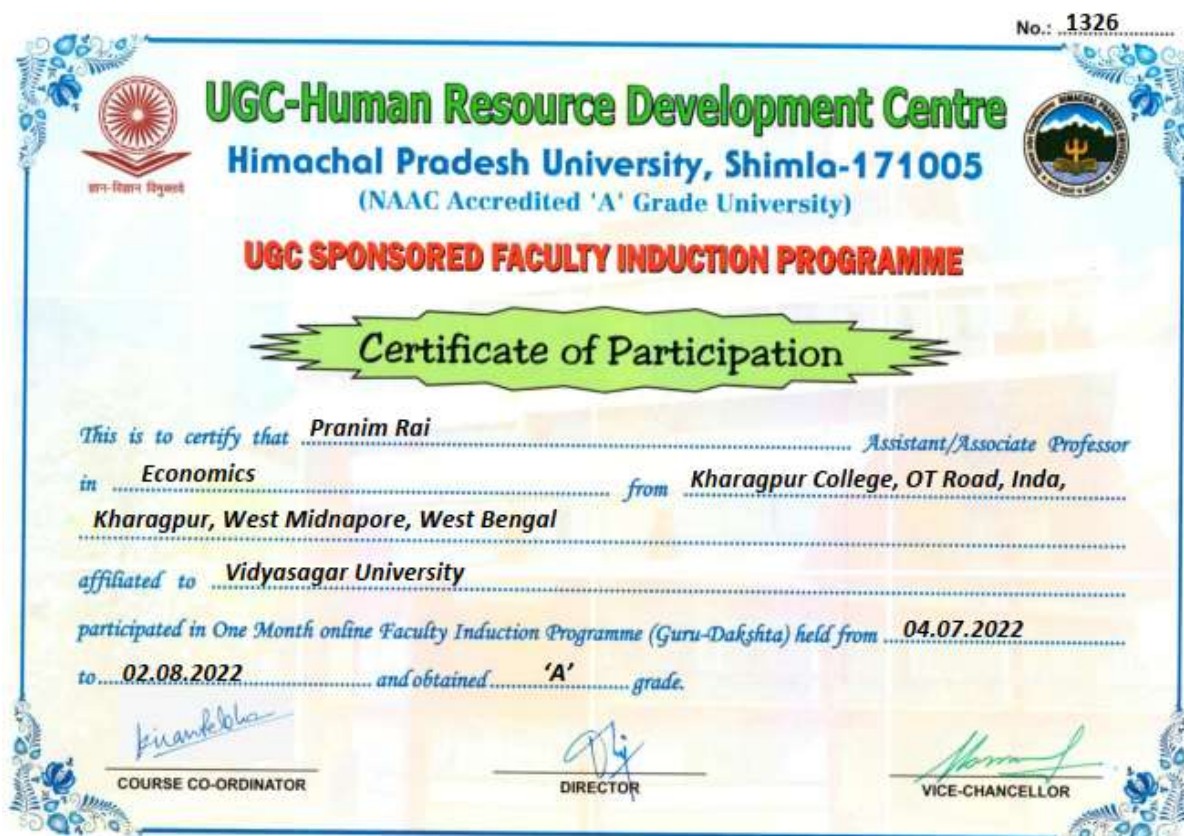 No.: 1326
UGC-Human Resource Development Centre
Himachal Pradesh University, Shimla-171005
(NAAC Accredited 'A' Grade University)
ज्ञान-विज्ञान विमुक्तये
HIMACHAL PRADESH UNIVERSITY
UGC SPONSORED FACULTY INDUCTION PROGRAMME
Certificate of Participation
This is to certify that Pranim Rai Assistant/Associate Professor
in Economics from Kharagpur College, OT Road, Inda,
Kharagpur, West Midnapore, West Bengal
affiliated to Vidyasagar University
participated in One Month online Faculty Induction Programme (Guru-Dakshta) held from 04.07.2022
to 02.08.2022 and obtained ‘A’ grade.
COURSE CO-ORDINATOR
DIRECTOR
VICE-CHANCELLOR